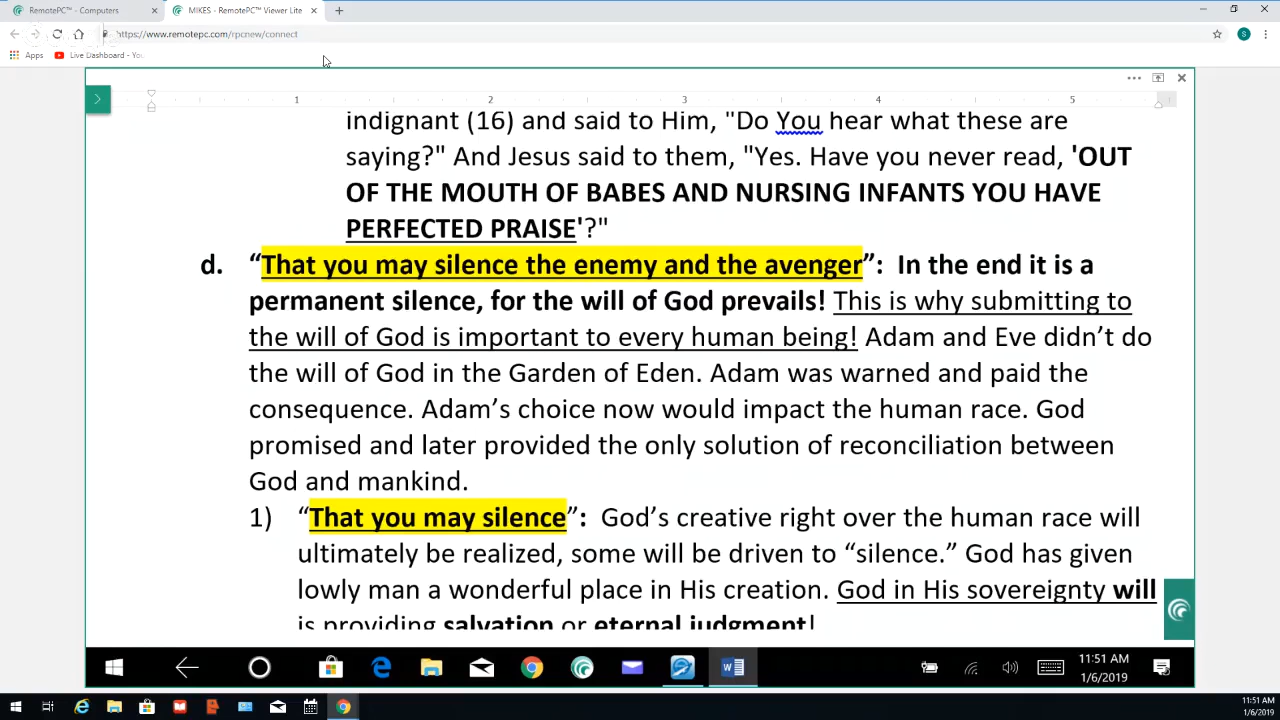 RemotePC™ - Computers
MIKES - RemotePC™ Viewer Lite
https://www.remotepc.com/rpcnew/connect
Apps
Live Dashboard - You
1 2 3 4 5
indignant (16) and said to Him, "Do You hear what these are
saying?" And Jesus said to them, "Yes. Have you never read, 'OUT
OF THE MOUTH OF BABES AND NURSING INFANTS YOU HAVE
PERFECTED PRAISE'?"
d. “That you may silence the enemy and the avenger”: In the end it is a
permanent silence, for the will of God prevails! This is why submitting to
the will of God is important to every human being! Adam and Eve didn’t do
the will of God in the Garden of Eden. Adam was warned and paid the
consequence. Adam’s choice now would impact the human race. God
promised and later provided the only solution of reconciliation between
God and mankind.
1) “That you may silence”: God’s creative right over the human race will
ultimately be realized, some will be driven to “silence.” God has given
lowly man a wonderful place in His creation. God in His sovereignty will
is providing salvation or eternal judgment!
11:51 AM
1/6/2019
11:51 AM
1/6/2019